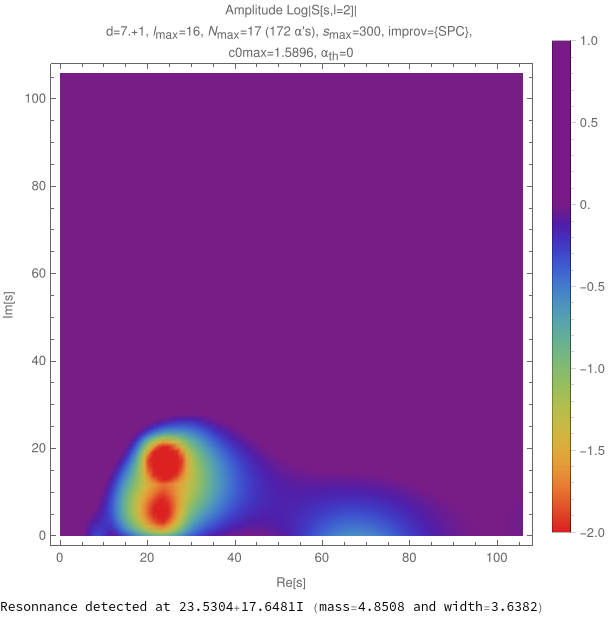 Amplitude Log|S[s,l=2]|
d=7.+1, lmax=16, Nmax=17 (172 α's), smax=300, improv={SPC},
c0max=1.5896, αth=0
1.0
0.5
0.
-0.5
-1.0
-1.5
-2.0
100
80
60
40
20
0
Im[s]
0 20 40 60 80 100
Re[s]
Resonnance detected at 23.5304+17.6481I (mass=4.8508 and width=3.6382)